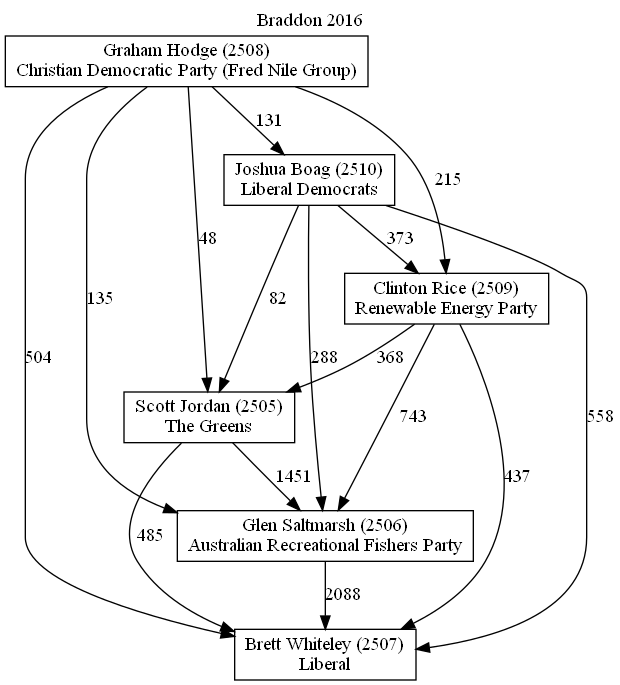 Braddon 2016
Graham Hodge (2508)
Christian Democratic Party (Fred Nile Group)
131
Joshua Boag (2510)
Liberal Democrats
215
48
373
Clinton Rice (2509)
Renewable Energy Party
135
82
504
288
368
Scott Jordan (2505)
The Greens
743
558
1451
437
485
Glen Saltmarsh (2506)
Australian Recreational Fishers Party
2088
Brett Whiteley (2507)
Liberal